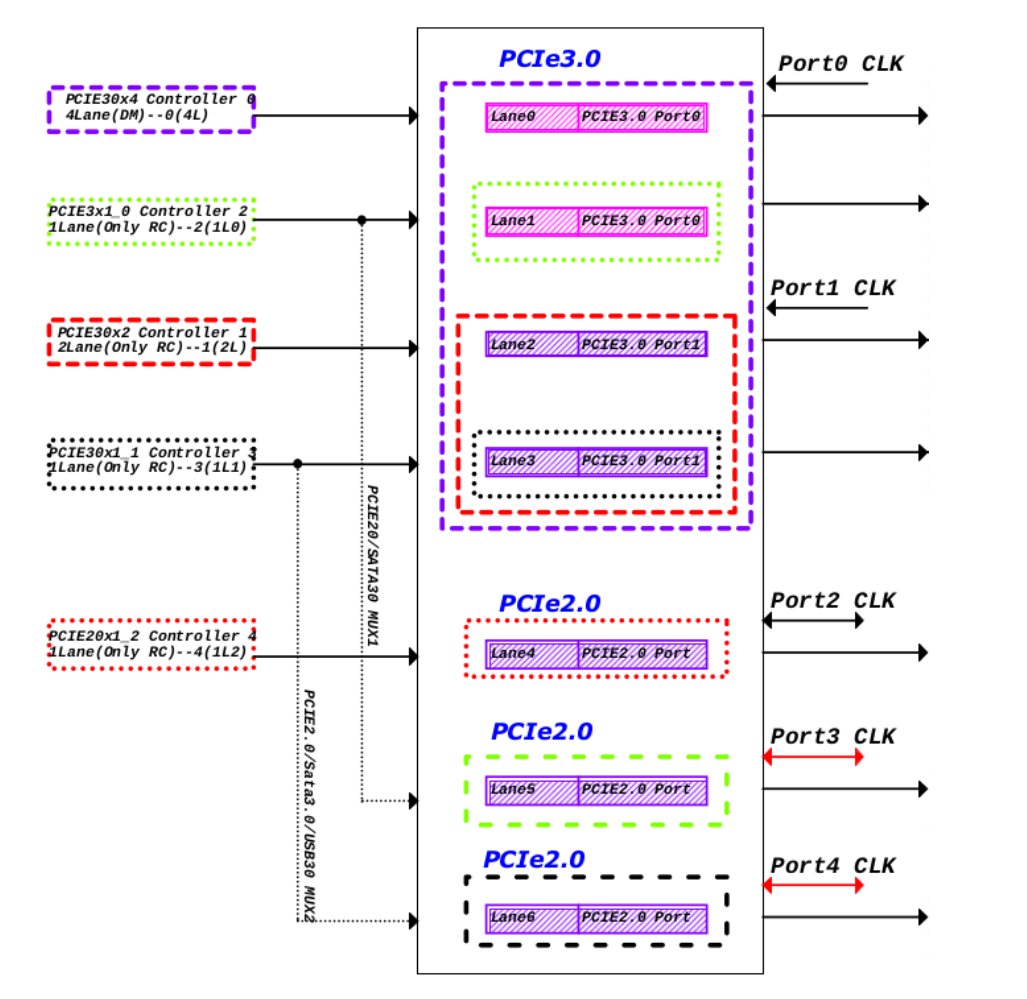 PCIe3.0
Port0 CLK
PCIE30x4 Controller 0
4Lane(DM)--0(4L)
Lane0 PCIE3.0 Port0
PCIE3x1_0 Controller 2
1Lane(Only RC)--2(1L0)
Lane1 PCIE3.0 Port0
Port1 CLK
PCIE30x2 Controller 1
2Lane(Only RC)--1(2L)
Lane2 PCIE3.0 Port1
PCIE30x1_1 Controller 3
1Lane(Only RC)--3(1L1)
Lane3 PCIE3.0 Port1
PCIE20/SATA30 MUX1
PCIe2.0
Port2 CLK
PCIE20x1_2 Controller 4
1Lane(Only RC)--4(1L2)
Lane4 PCIE2.0 Port
PCIE2.0/Sata3.0/USB30 MUX2
PCIe2.0
Port3 CLK
Lane5 PCIE2.0 Port
PCIe2.0
Port4 CLK
Lane6 PCIE2.0 Port